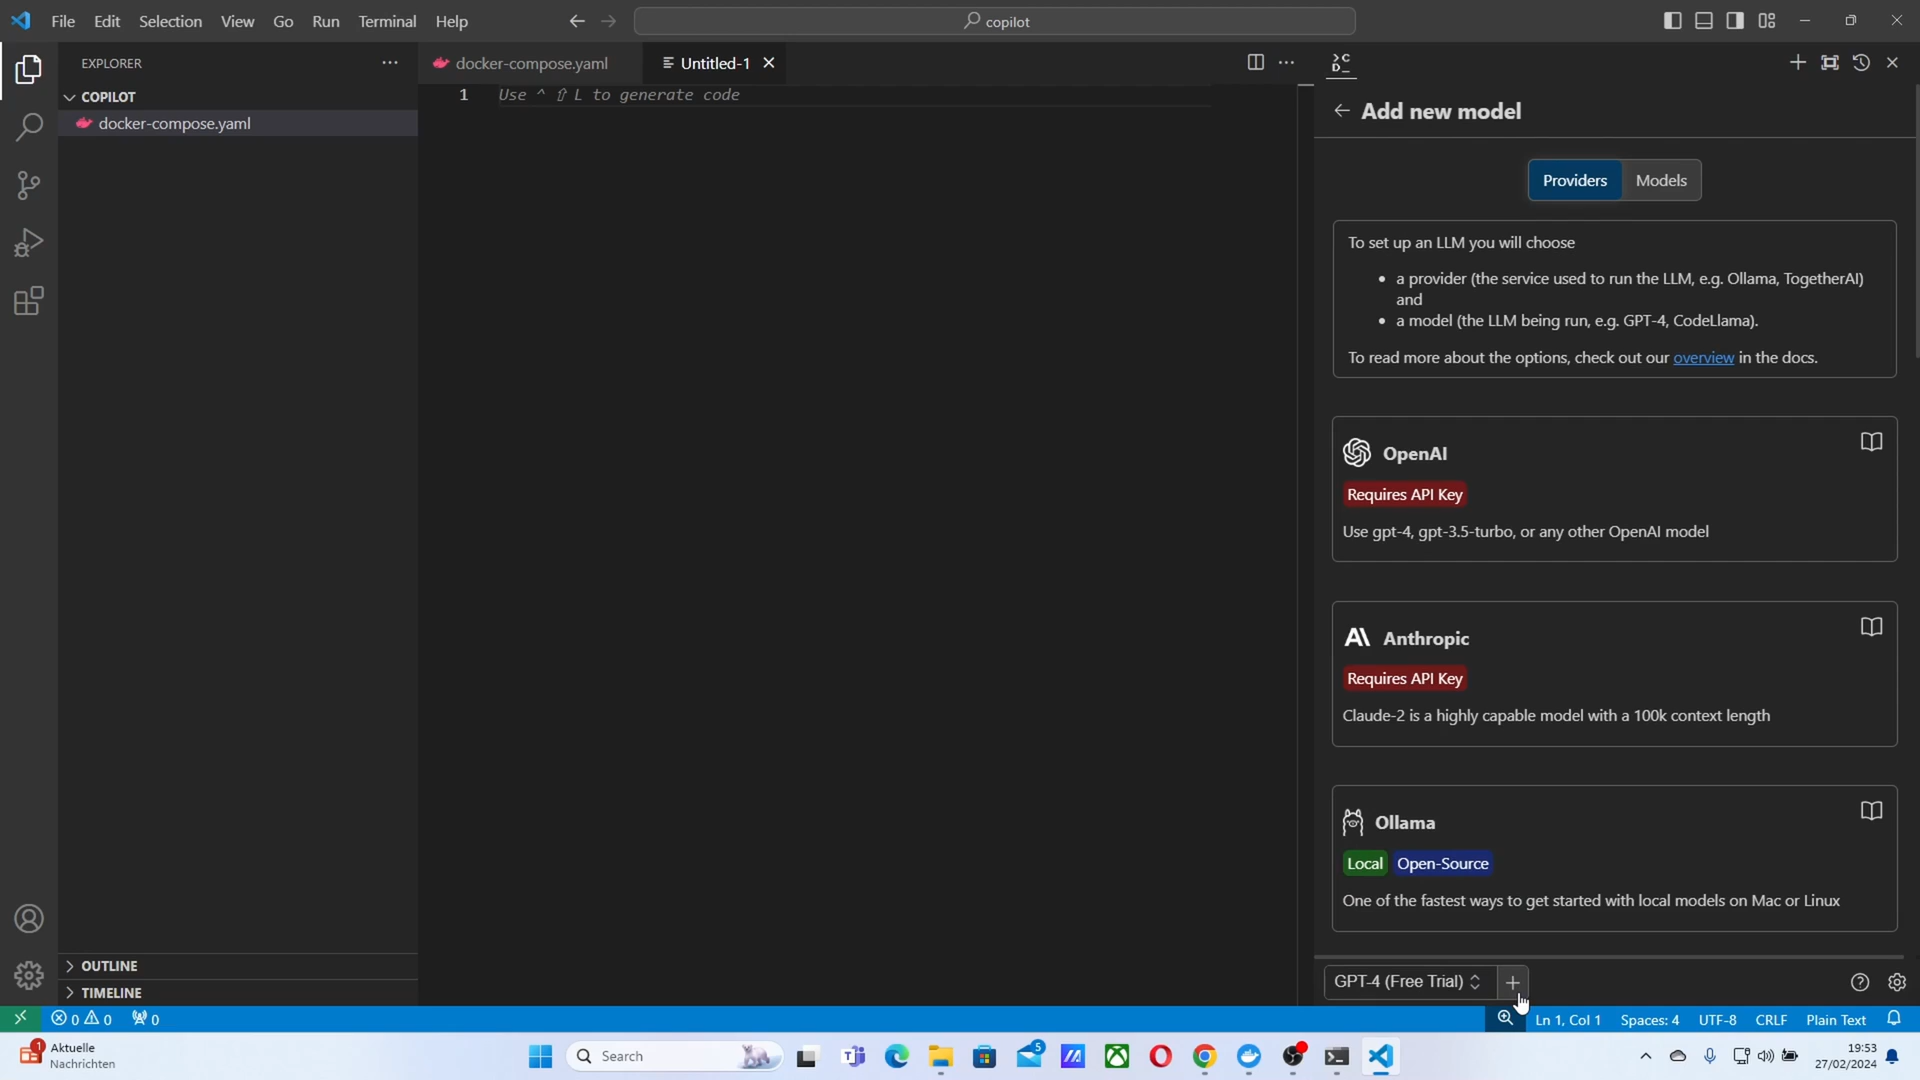 File Edit Selection View Go Run Terminal Help
copilot
EXPLORER
docker-compose.yaml
Untitled-1
COPILOT
docker-compose.yaml
1 Use ^ ⇧ L to generate code
Add new model
Providers Models
To set up an LLM you will choose
• a provider (the service used to run the LLM, e.g. Ollama, TogetherAI)
and
• a model (the LLM being run, e.g. GPT-4, CodeLlama).
To read more about the options, check out our overview in the docs.
OpenAI
Requires API Key
Use gpt-4, gpt-3.5-turbo, or any other OpenAI model
Anthropic
Requires API Key
Claude-2 is a highly capable model with a 100k context length
Ollama
Local Open-Source
One of the fastest ways to get started with local models on Mac or Linux
GPT-4 (Free Trial)
OUTLINE
TIMELINE
0 0 0
Ln 1, Col 1 Spaces: 4 UTF-8 CRLF Plain Text
1
Aktuelle
Nachrichten
Search
5
19:53
27/02/2024